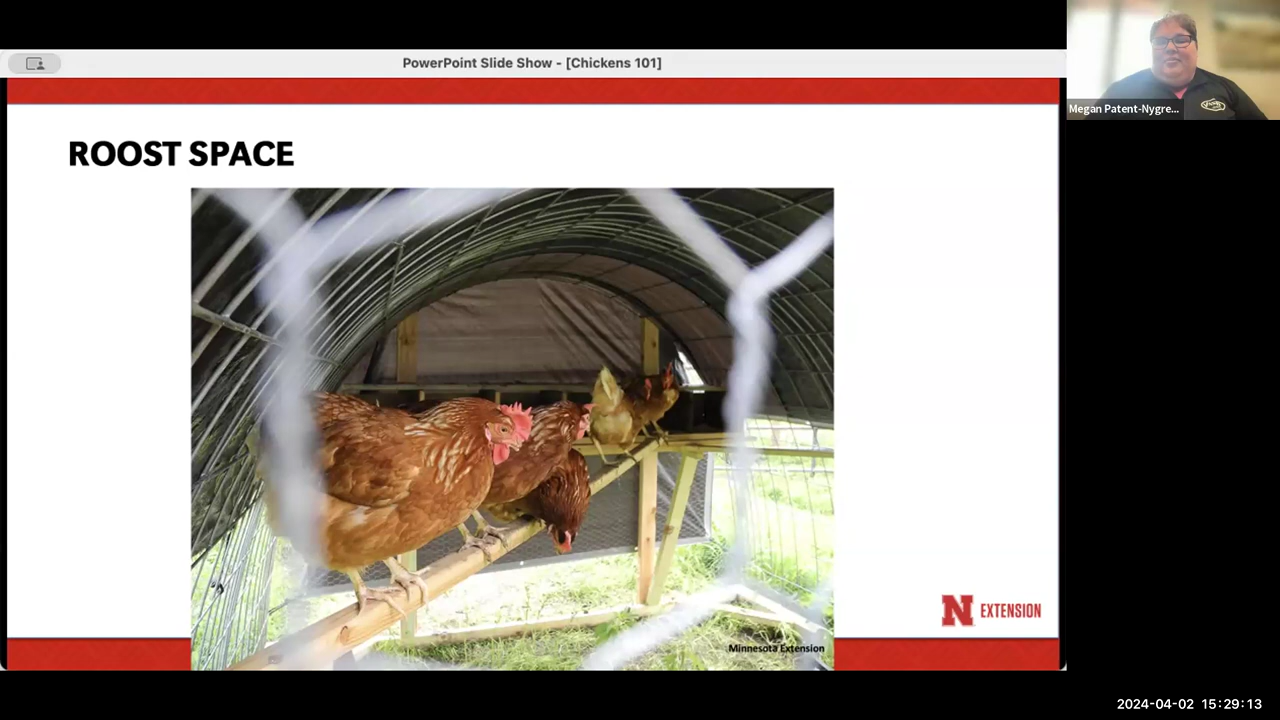 PowerPoint Slide Show - [Chickens 101]
Megan Patent-Nygre...
ROOST SPACE
N EXTENSION
Minnesota Extension
2024-04-02 15:29:13